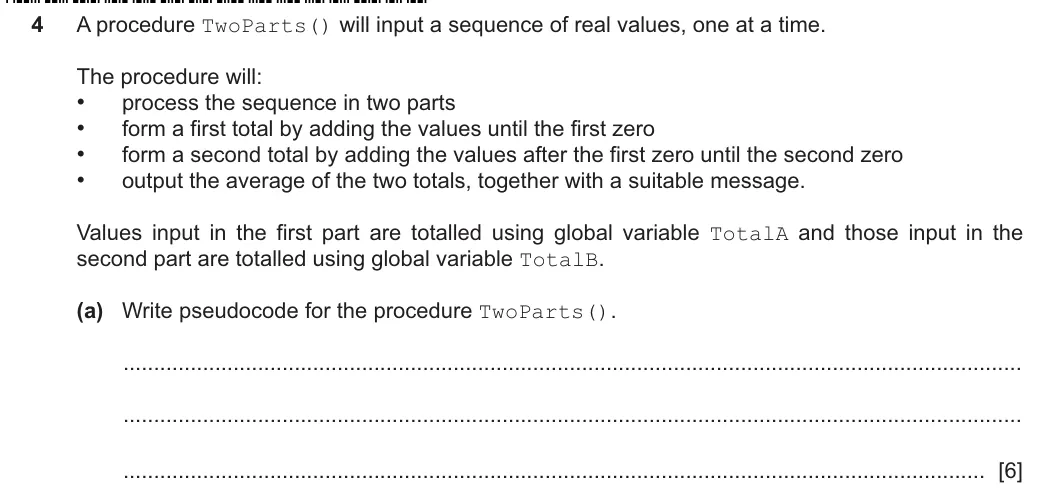 4 A procedure TwoParts() will input a sequence of real values, one at a time.
The procedure will:
• process the sequence in two parts
• form a first total by adding the values until the first zero
• form a second total by adding the values after the first zero until the second zero
• output the average of the two totals, together with a suitable message.
Values input in the first part are totalled using global variable TotalA and those input in the
second part are totalled using global variable TotalB.
(a) Write pseudocode for the procedure TwoParts().
[6]